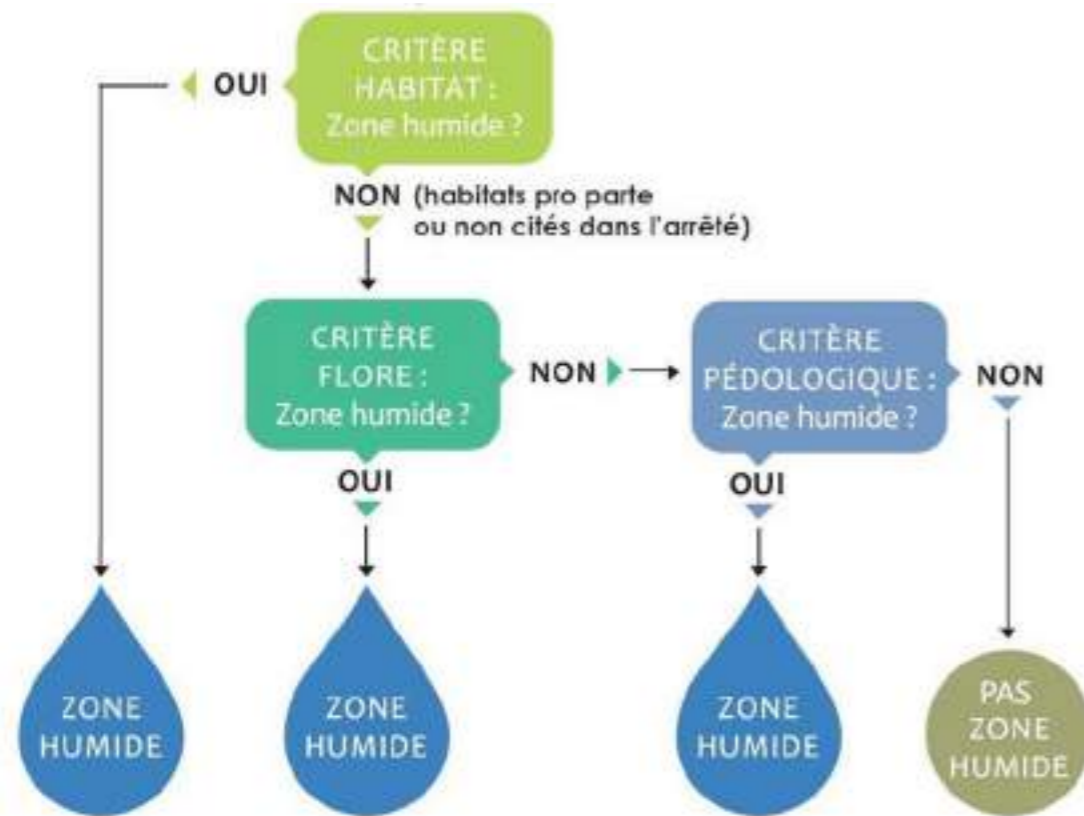 CRITÈRE
HABITAT :
Zone humide ?
OUI
NON (habitats pro parte
ou non cités dans l'arrêté)
CRITÈRE
FLORE :
Zone humide ?
NON
CRITÈRE
PÉDOLOGIQUE :
Zone humide ?
NON
OUI
OUI
ZONE
HUMIDE
ZONE
HUMIDE
ZONE
HUMIDE
PAS
ZONE
HUMIDE